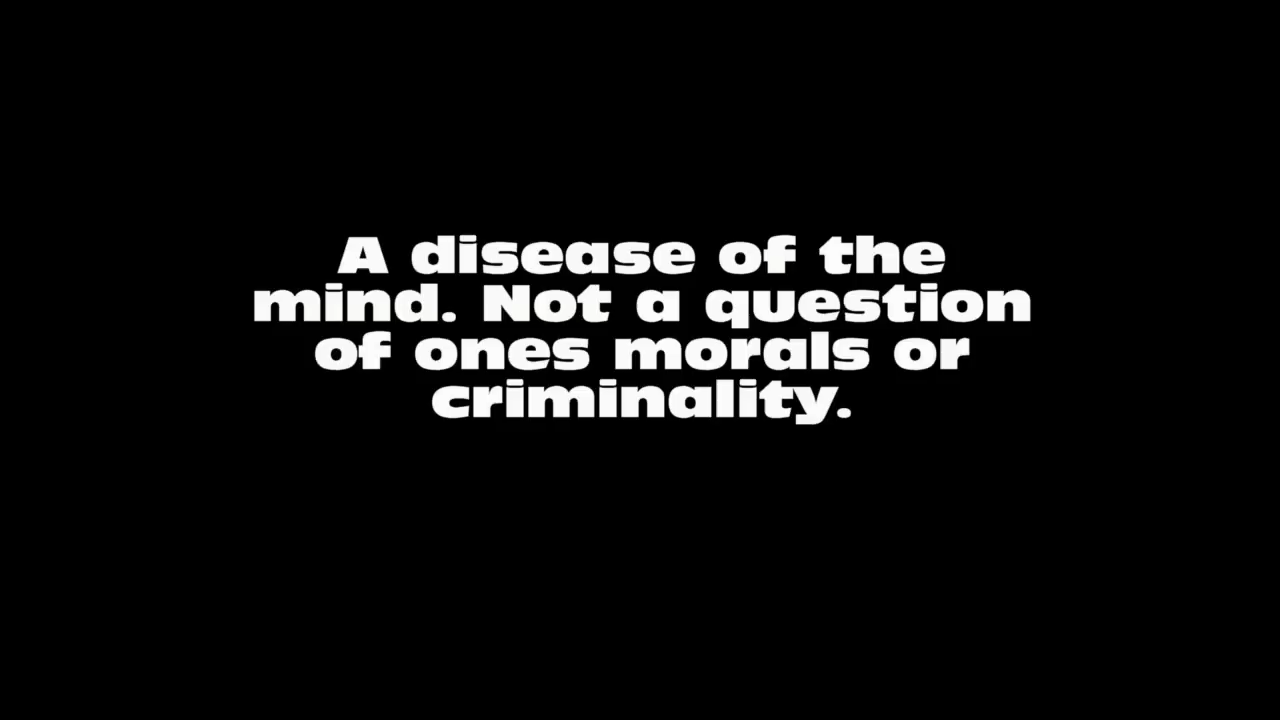 A disease of the
mind. Not a question
of ones morals or
criminality.